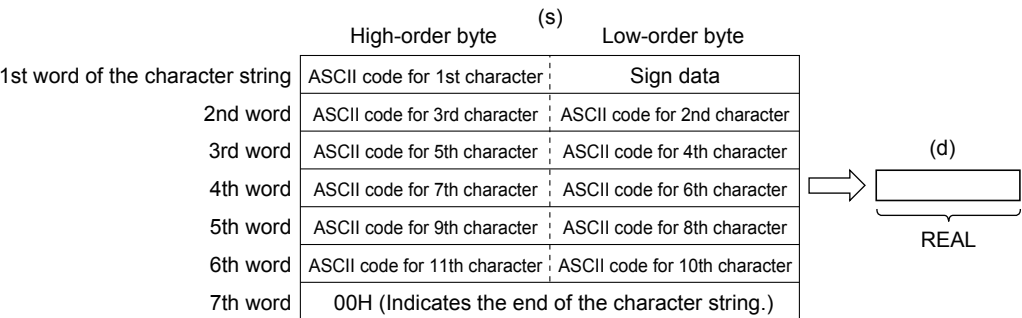 (s)
High-order byte Low-order byte
1st word of the character string ASCII code for 1st character Sign data
2nd word ASCII code for 3rd character ASCII code for 2nd character
3rd word ASCII code for 5th character ASCII code for 4th character
(d)
4th word ASCII code for 7th character ASCII code for 6th character
5th word ASCII code for 9th character ASCII code for 8th character
REAL
6th word ASCII code for 11th character ASCII code for 10th character
7th word 00H (Indicates the end of the character string.)